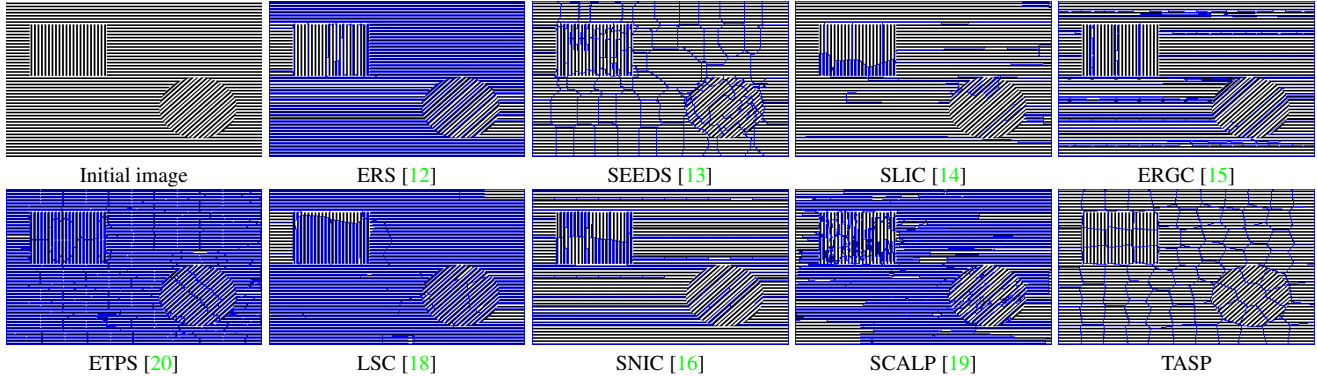 Initial image ERS [12] SEEDS [13] SLIC [14] ERGC [15]
ETPS [20] LSC [18] SNIC [16] SCALP [19] TASP